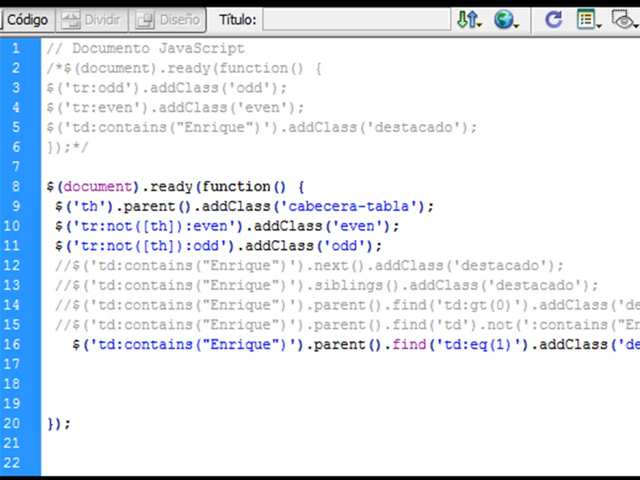 Código Dividir Diseño Título:
1 // Documento JavaScript
2 /*$(document).ready(function() {
3 $('tr:odd').addClass('odd');
4 $('tr:even').addClass('even');
5 $('td:contains("Enrique")').addClass('destacado');
6 });*/
7
8 $(document).ready(function() {
9 $('th').parent().addClass('cabecera-tabla');
10 $('tr:not([th]):even').addClass('even');
11 $('tr:not([th]):odd').addClass('odd');
12 //$('td:contains("Enrique")').next().addClass('destacado');
13 //$('td:contains("Enrique")').siblings().addClass('destacado');
14 //$('td:contains("Enrique")').parent().find('td:gt(0)').addClass('de
15 //$('td:contains("Enrique")').parent().find('td').not(':contains("En
16 $('td:contains("Enrique")').parent().find('td:eq(1)').addClass('de
17
18
19
20 });
21
22